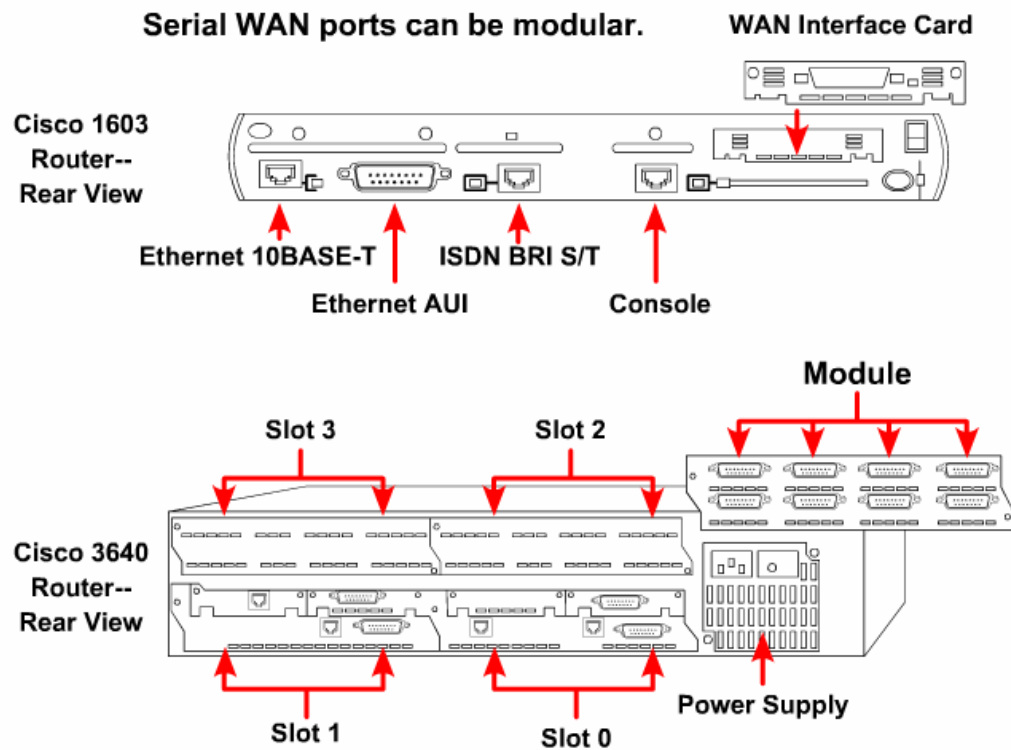 Serial WAN ports can be modular.
WAN Interface Card
Cisco 1603
Router--
Rear View
Ethernet 10BASE-T
ISDN BRI S/T
Ethernet AUI
Console
Module
Slot 3
Slot 2
Cisco 3640
Router--
Rear View
Power Supply
Slot 1
Slot 0